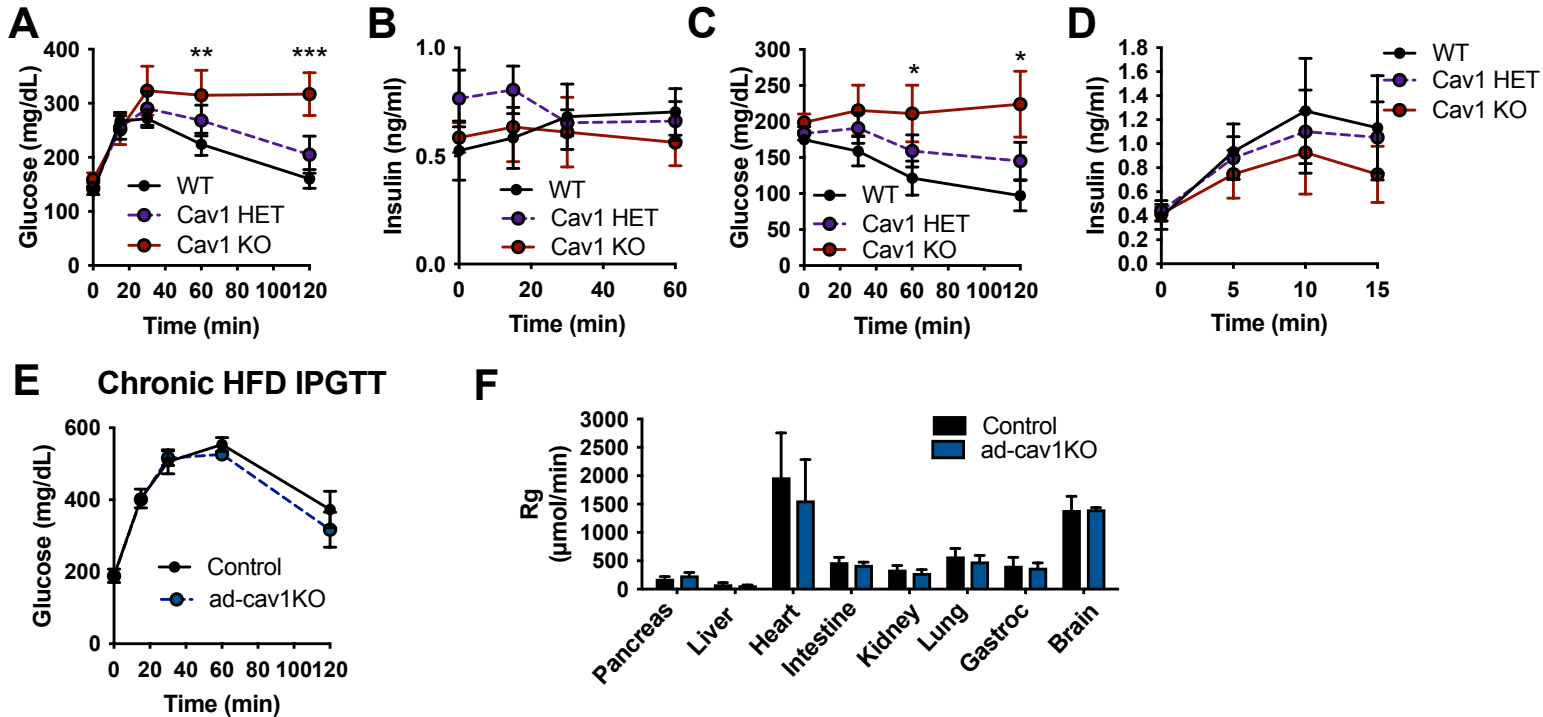 A
Glucose (mg/dL)
400
300
200
100
0
** ***
WT
Cav1 HET
Cav1 KO
0 20 40 60 80 100 120
Time (min)
B
Insulin (ng/ml)
1.0
0.5
0.0
WT
Cav1 HET
Cav1 KO
0 20 40 60
Time (min)
C
Glucose (mg/dL)
300
250
200
150
100
50
0
* *
WT
Cav1 HET
Cav1 KO
0 20 40 60 80 100 120
Time (min)
D
Insulin (ng/ml)
1.8
1.6
1.4
1.2
1.0
0.8
0.6
0.4
0.2
0.0
0 5 10 15
Time (min)
WT
Cav1 HET
Cav1 KO
E Chronic HFD IPGTT
Glucose (mg/dL)
600
400
200
0
Control
ad-cav1KO
0 20 40 60 80 100 120
Time (min)
F
Rg
(μmol/min)
3000
2500
2000
1500
1000
500
0
Control
ad-cav1KO
Pancreas
Liver
Heart
Intestine
Kidney
Lung
Gastroc
Brain